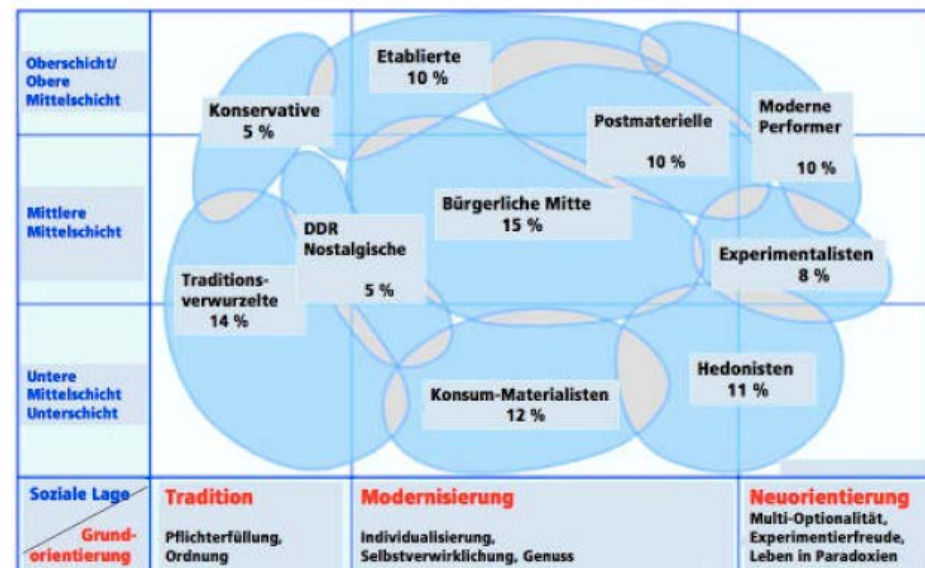 Oberschicht/
Obere
Mittelschicht
Etablierte
10 %
Konservative
5 %
Postmaterielle
10 %
Moderne
Performer
10 %
Mittlere
Mittelschicht
Bürgerliche Mitte
15 %
DDR
Nostalgische
5 %
Traditions-
verwurzelte
14 %
Experimentalisten
8 %
Untere
Mittelschicht
Unterschicht
Konsum-Materialisten
12 %
Hedonisten
11 %
Soziale Lage
Grund-
orientierung
Tradition
Pflichterfüllung,
Ordnung
Modernisierung
Individualisierung,
Selbstverwirklichung, Genuss
Neuorientierung
Multi-Optionalität,
Experimentierfreude,
Leben in Paradoxien